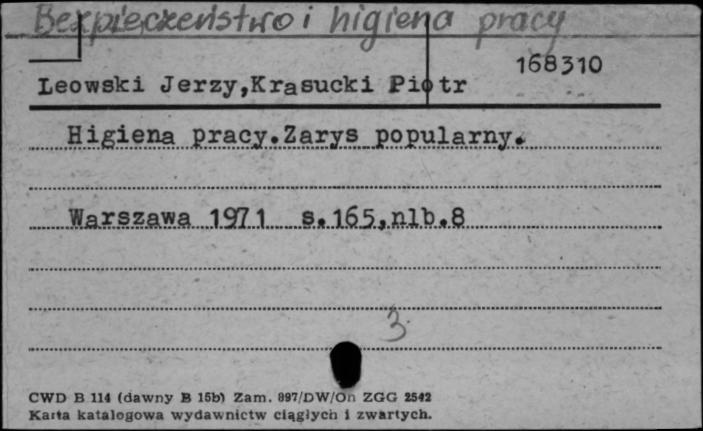 Bezpieczeństwo i higiena pracy
168310
Leowski Jerzy,Krasucki Piotr
Higiena pracy.Zarys popularny.
Warszawa 1971 s.165,nlb.8
3
CWD B 114 (dawny B 15b) Zam. 897/DW/On ZGG 2542
Karta katalogowa wydawnictw ciągłych i zwartych.